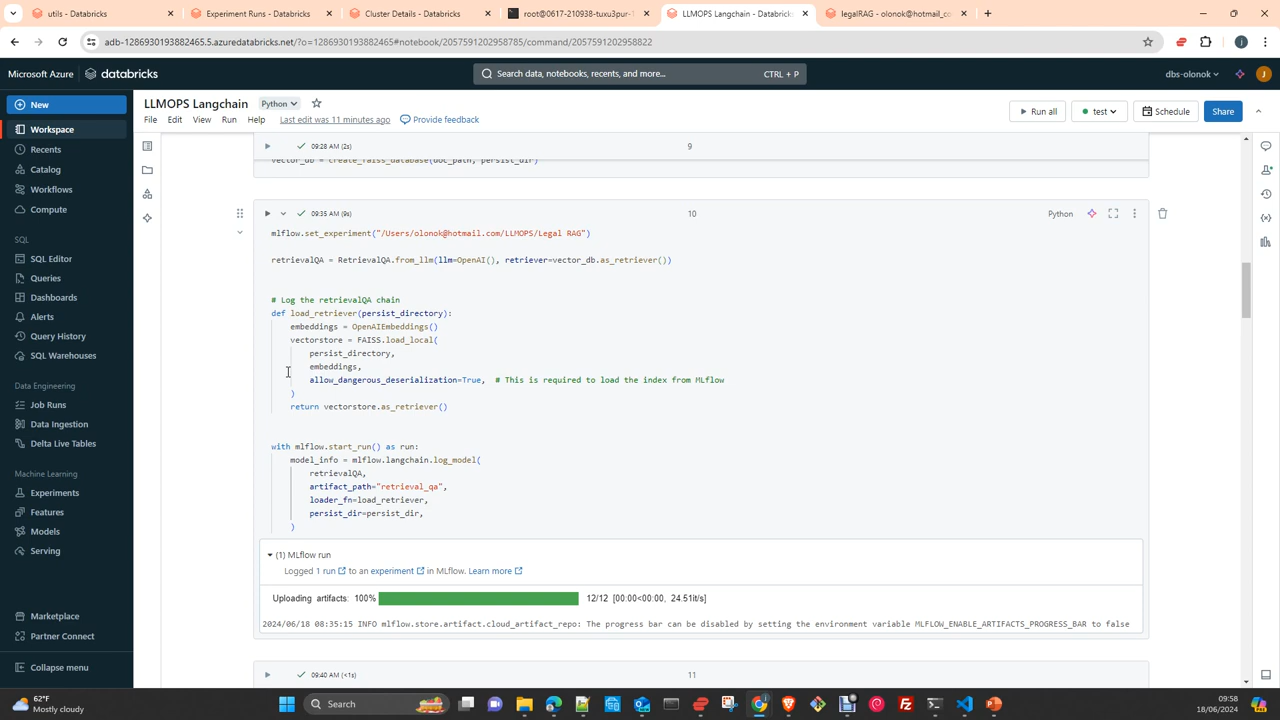 utils - Databricks
Experiment Runs - Databricks
Cluster Details - Databricks
root@0617-210938-tuxu3pur-1
LLMOPS Langchain - Databricks
legalRAG - olonok@hotmail_co
adb-1286930193882465.5.azuredatabricks.net/?o=1286930193882465#notebook/2057591202958785/command/2057591202958822
Microsoft Azure
databricks
Search data, notebooks, recents, and more...
CTRL + P
dbs-olonok
J
New
Workspace
Recents
Catalog
Workflows
Compute
SQL
SQL Editor
Queries
Dashboards
Alerts
Query History
SQL Warehouses
Data Engineering
Job Runs
Data Ingestion
Delta Live Tables
Machine Learning
Experiments
Features
Models
Serving
Marketplace
Partner Connect
Collapse menu
LLMOPS Langchain
Python
File Edit View Run Help Last edit was 11 minutes ago Provide feedback
Run all
test
Schedule
Share
09:28 AM (2s)
9
vector_db = create_faiss_database(doc_path, persist_dir)
09:35 AM (9s)
10
Python
mlflow.set_experiment("/Users/olonok@hotmail.com/LLMOPS/Legal RAG")
retrievalQA = RetrievalQA.from_llm(llm=OpenAI(), retriever=vector_db.as_retriever())
# Log the retrievalQA chain
def load_retriever(persist_directory):
embeddings = OpenAIEmbeddings()
vectorstore = FAISS.load_local(
persist_directory,
embeddings,
allow_dangerous_deserialization=True,  # This is required to load the index from MLflow
)
return vectorstore.as_retriever()
with mlflow.start_run() as run:
model_info = mlflow.langchain.log_model(
retrievalQA,
artifact_path="retrieval_qa",
loader_fn=load_retriever,
persist_dir=persist_dir,
)
(1) MLflow run
Logged 1 run to an experiment in MLflow. Learn more
Uploading artifacts: 100% 12/12 [00:00<00:00, 24.51it/s]
2024/06/18 08:35:15 INFO mlflow.store.artifact.cloud_artifact_repo: The progress bar can be disabled by setting the environment variable MLFLOW_ENABLE_ARTIFACTS_PROGRESS_BAR to false
09:40 AM (<1s)
11
62°F
Mostly cloudy
Search
09:58
18/06/2024